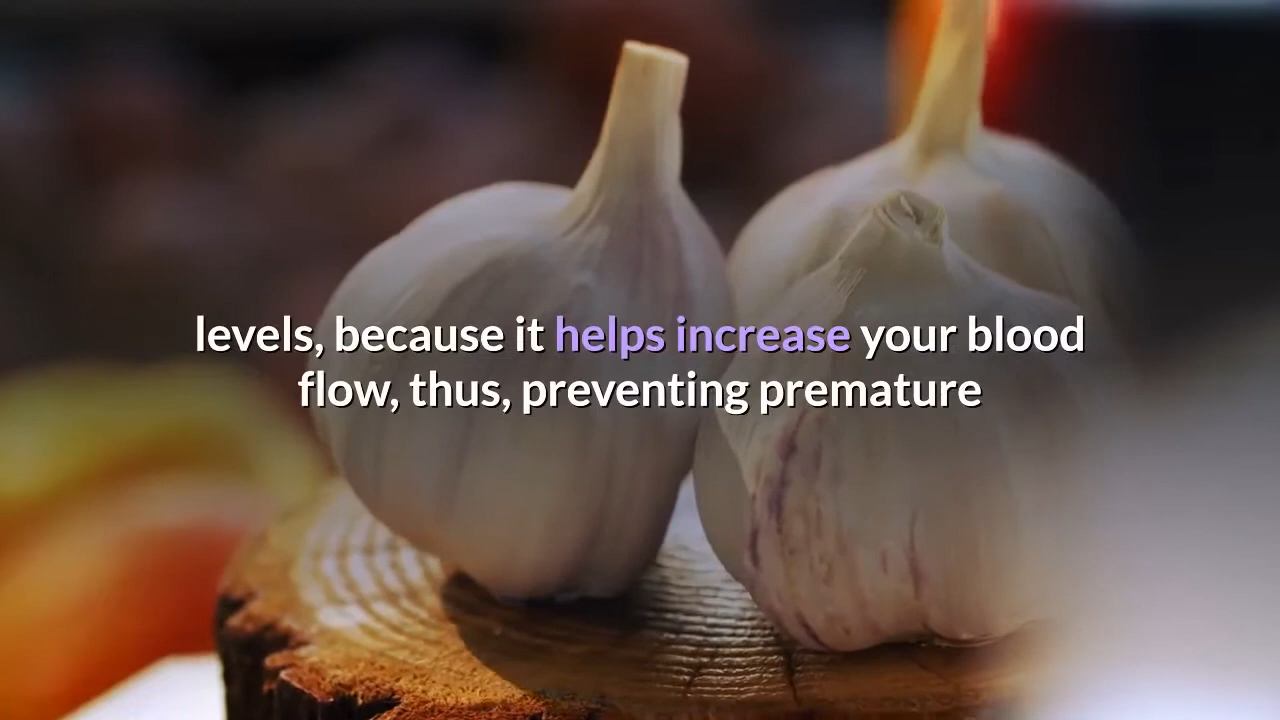 levels, because it helps increase your blood
flow, thus, preventing premature